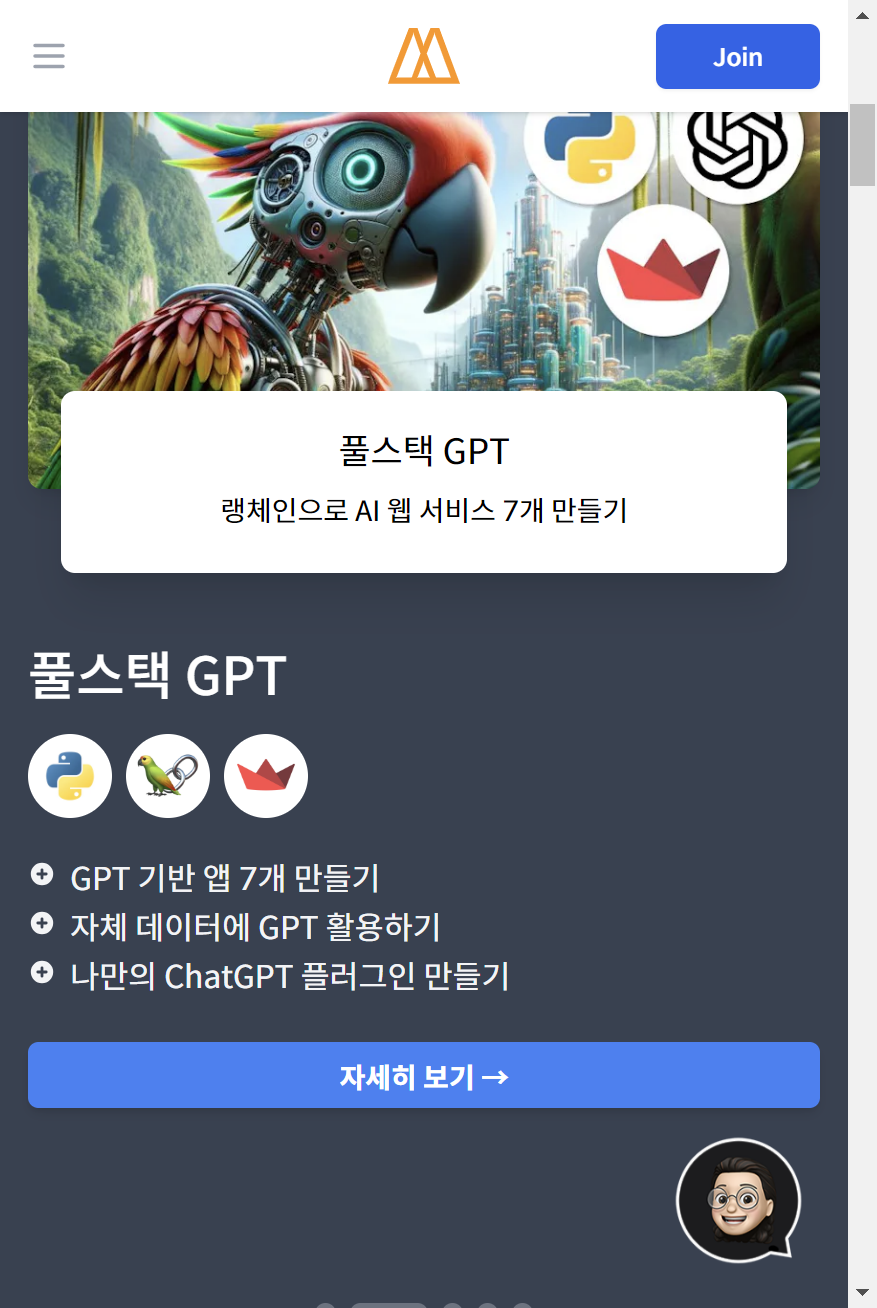 Join
풀스택 GPT
랭체인으로 AI 웹 서비스 7개 만들기
풀스택 GPT
GPT 기반 앱 7개 만들기
자체 데이터에 GPT 활용하기
나만의 ChatGPT 플러그인 만들기
자세히 보기 →